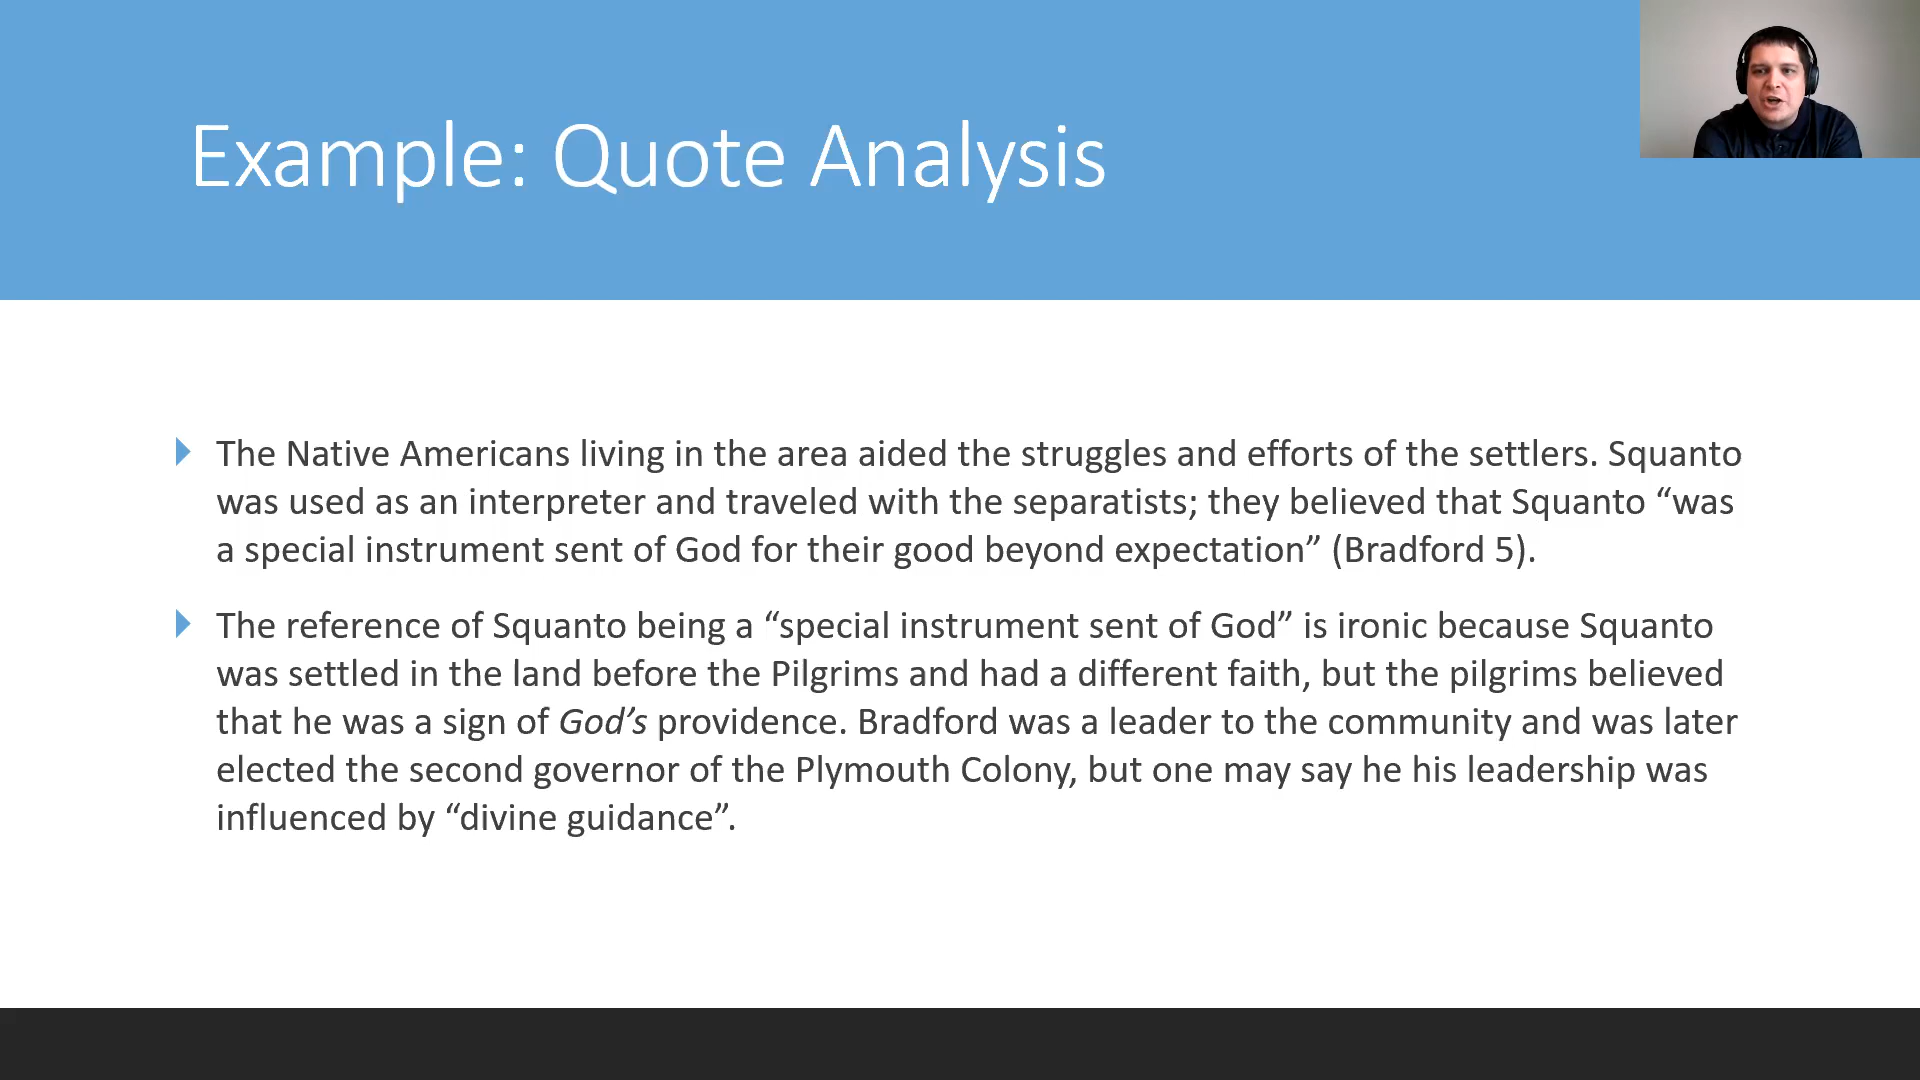 Example: Quote Analysis
The Native Americans living in the area aided the struggles and efforts of the settlers. Squanto
was used as an interpreter and traveled with the separatists; they believed that Squanto “was
a special instrument sent of God for their good beyond expectation” (Bradford 5).
The reference of Squanto being a “special instrument sent of God” is ironic because Squanto
was settled in the land before the Pilgrims and had a different faith, but the pilgrims believed
that he was a sign of God’s providence. Bradford was a leader to the community and was later
elected the second governor of the Plymouth Colony, but one may say he his leadership was
influenced by “divine guidance”.